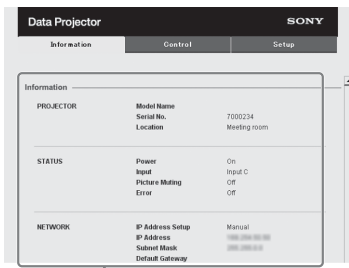 Data Projector SONY
Information Control Setup
Information
PROJECTOR Model Name
Serial No. 7000234
Location Meeting room
STATUS Power On
Input Input C
Picture Muting Off
Error Off
NETWORK IP Address Setup Manual
IP Address
Subnet Mask
Default Gateway